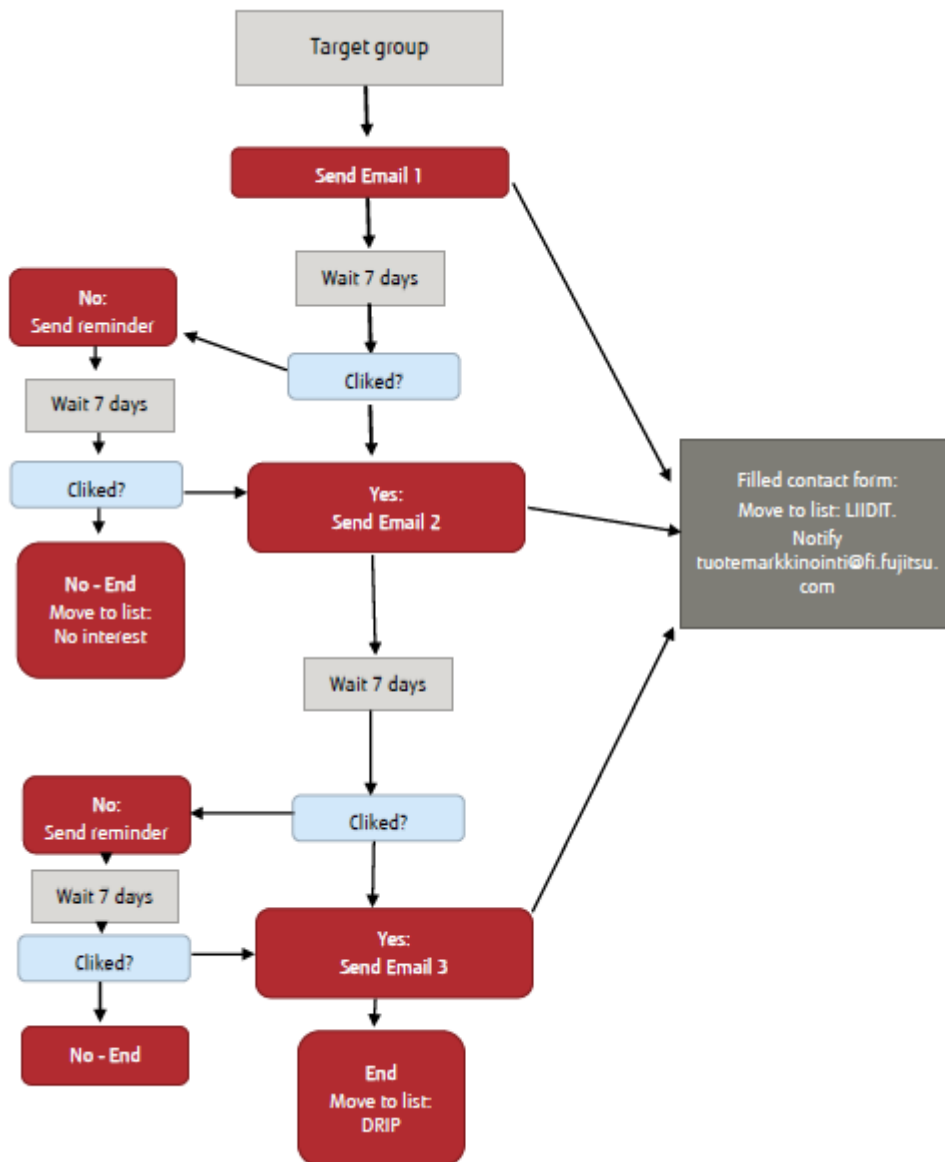 Target group
Send Email 1
Wait 7 days
No:
Send reminder
Cliked?
Wait 7 days
Cliked?
Yes:
Send Email 2
Filled contact form:
Move to list: LIIDIT.
Notify
tuotemarkkinointi@fi.fujitsu.
com
No - End
Move to list:
No interest
Wait 7 days
No:
Send reminder
Cliked?
Wait 7 days
Cliked?
Yes:
Send Email 3
No - End
End
Move to list:
DRIP